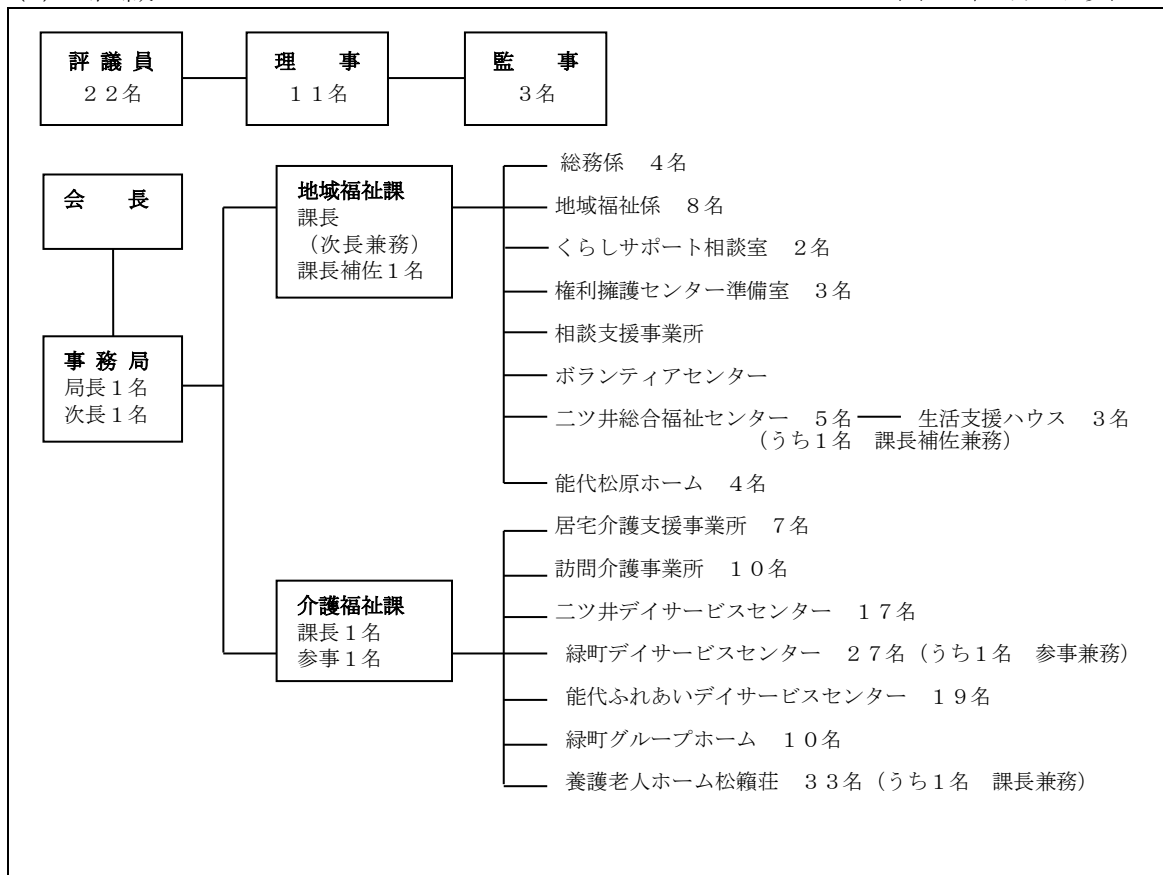 評 議 員
２２名
理　　事
１１名
監　　事
３名
会　　長
事 務 局
局長１名
次長１名
地域福祉課
課長
（次長兼務）
課長補佐１名
総務係　４名
地域福祉係　８名
くらしサポート相談室　２名
権利擁護センター準備室　３名
相談支援事業所
ボランティアセンター
二ツ井総合福祉センター　５名　生活支援ハウス　３名
（うち１名　課長補佐兼務）
能代松原ホーム　４名
介護福祉課
課長１名
参事１名
居宅介護支援事業所　７名
訪問介護事業所　１０名
二ツ井デイサービスセンター　１７名
緑町デイサービスセンター　２７名（うち１名　参事兼務）
能代ふれあいデイサービスセンター　１９名
緑町グループホーム　１０名
養護老人ホーム松籟荘　３３名（うち１名　課長兼務）